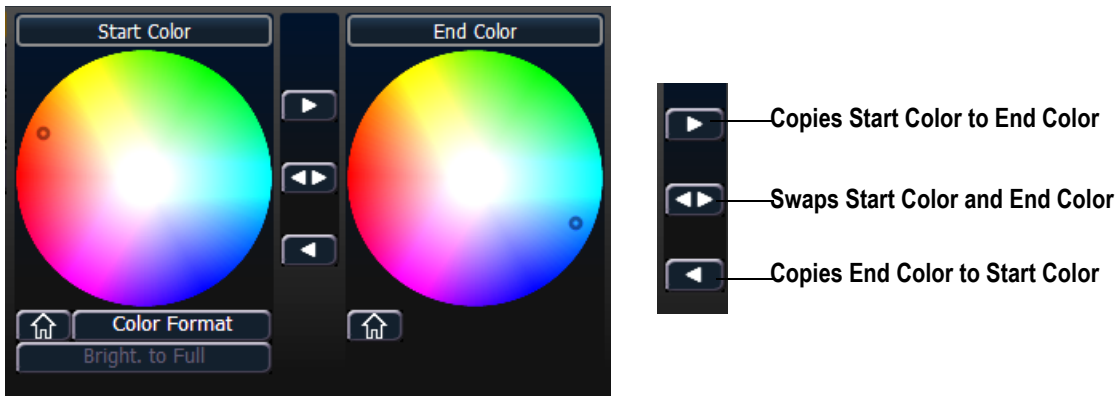 Start Color
End Color
Color Format
Bright. to Full
Copies Start Color to End Color
Swaps Start Color and End Color
Copies End Color to Start Color